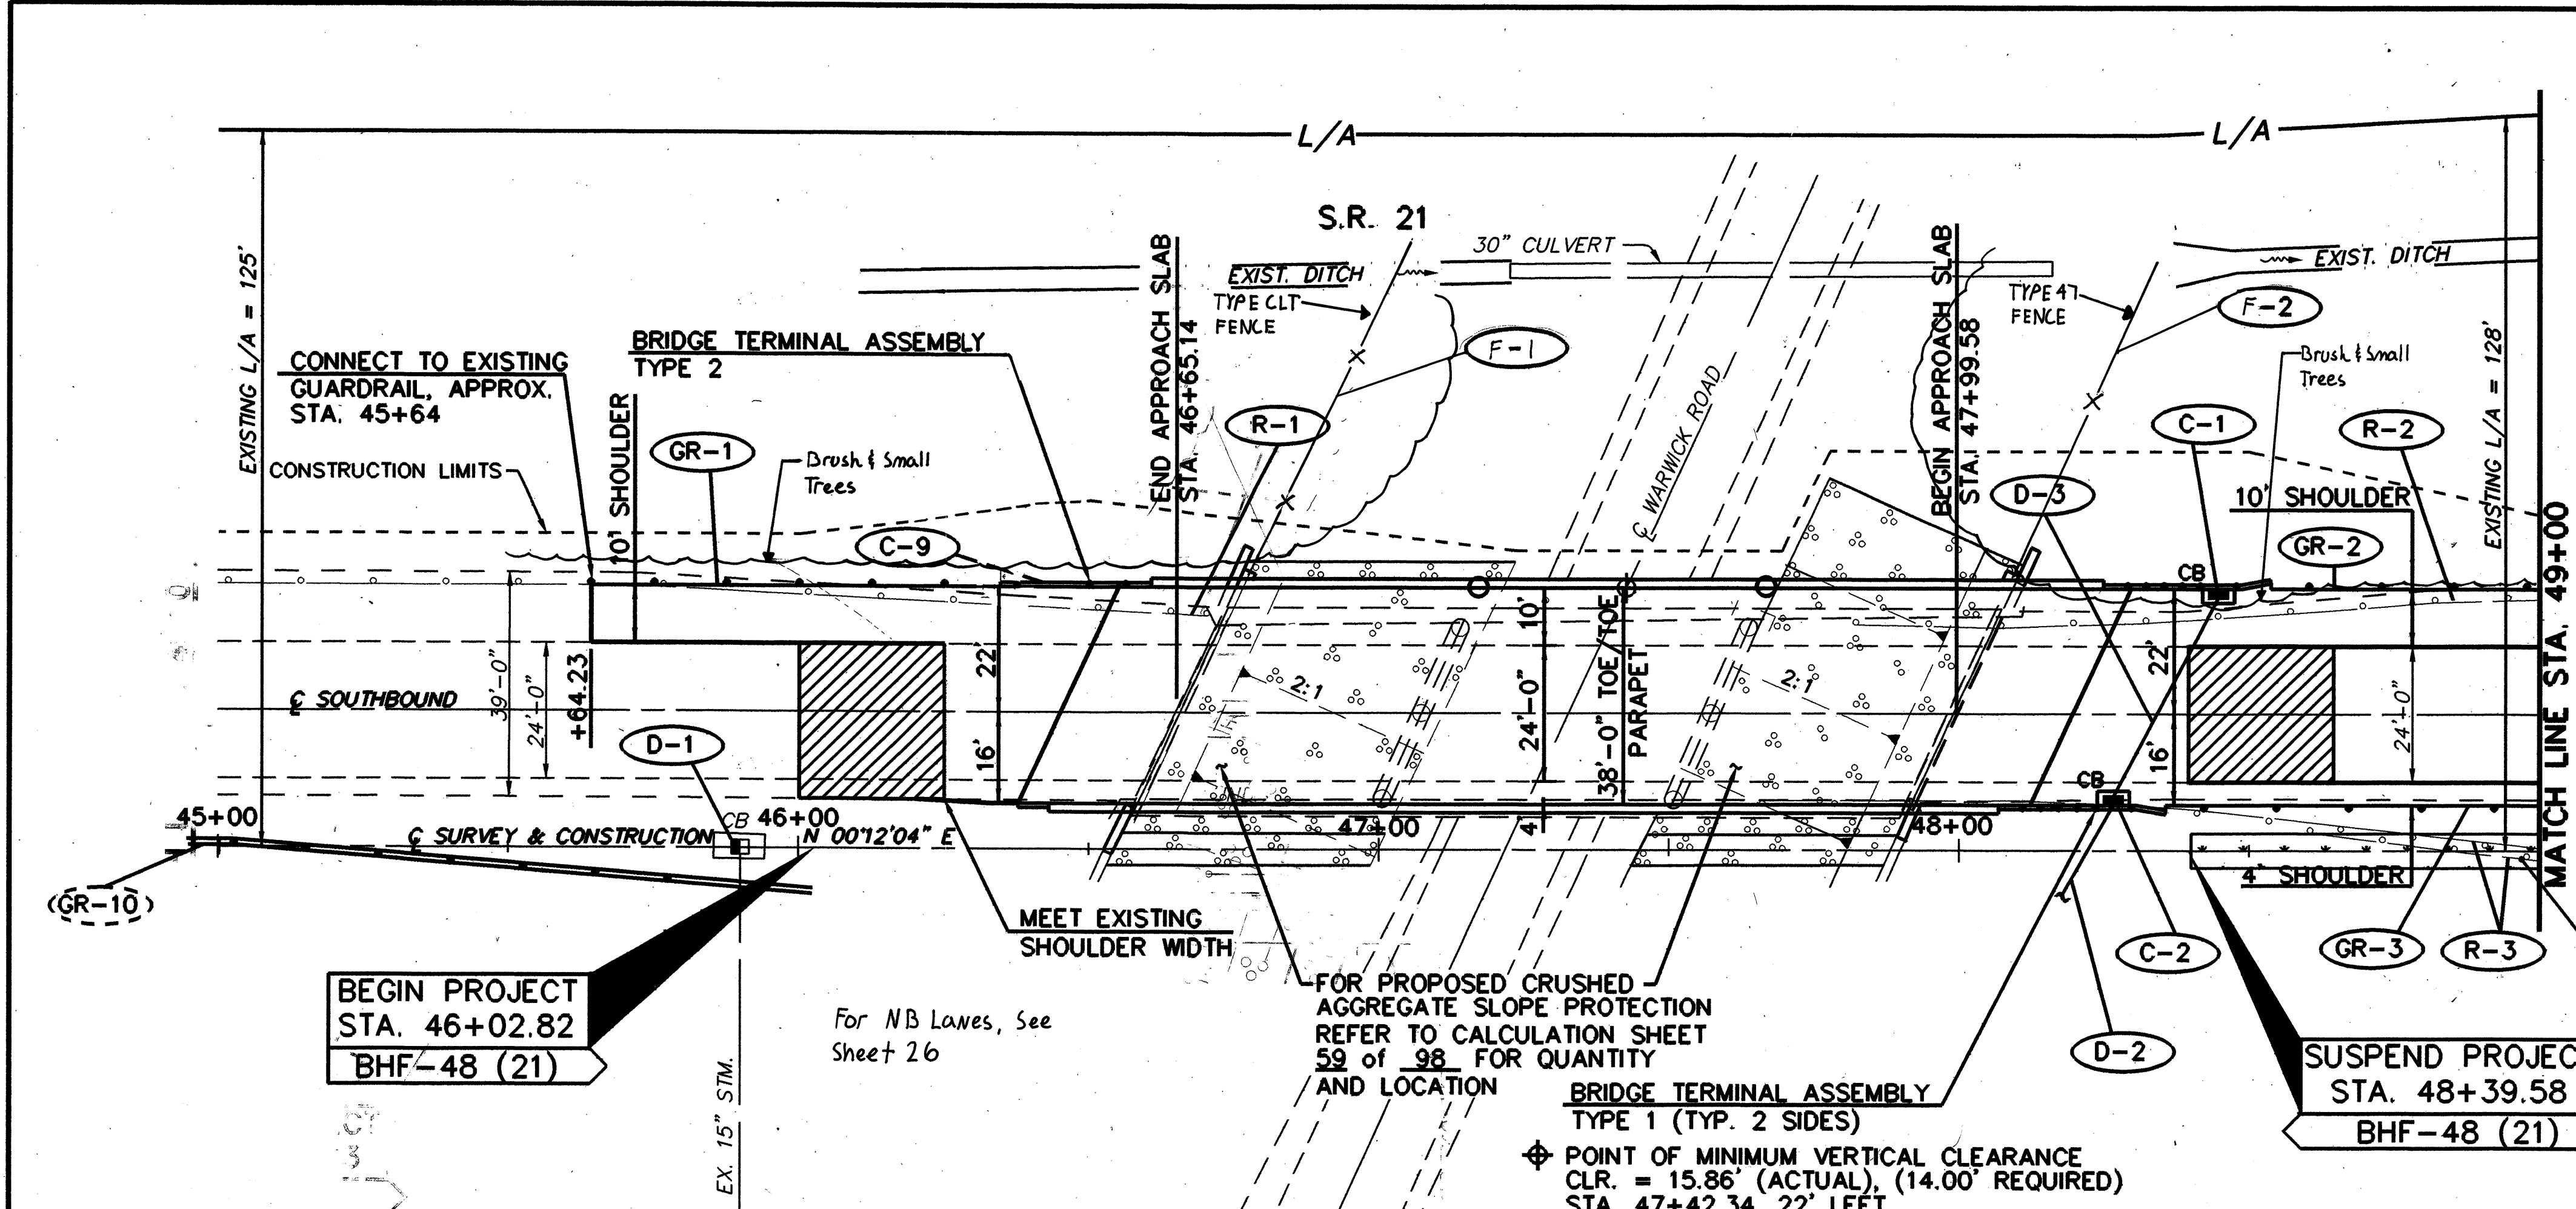 L/A
L/A
S.R. 21
30" CULVERT
EXIST. DITCH
EXIST. DITCH
TYPE CLT
FENCE
TYPE 47
FENCE
F-1
F-2
EXISTING L/A = 125'
CONNECT TO EXISTING
GUARDRAIL, APPROX.
STA. 45+64
BRIDGE TERMINAL ASSEMBLY
TYPE 2
END APPROACH SLAB
STA. 46+65.14
BEGIN APPROACH SLAB
STA. 47+99.58
Brush & Small
Trees
EXISTING L/A = 128'
CONSTRUCTION LIMITS
10' SHOULDER
GR-1
Brush & Small
Trees
R-1
℄ WARWICK ROAD
D-3
C-1
R-2
10' SHOULDER
GR-2
C-9
CB
MATCH LINE STA. 49+00
39'-0"
24'-0"
+64.23
22'
16'
2:1
10'
24'-0"
4'
38'-0" TOE/TOE
PARAPET
2:1
22'
16'
24'-0"
℄ SOUTHBOUND
D-1
CB
45+00
CB
46+00
47+00
48+00
℄ SURVEY & CONSTRUCTION
N 00°12'04" E
4' SHOULDER
(GR-10)
MEET EXISTING
SHOULDER WIDTH
C-2
GR-3
R-3
D-2
BEGIN PROJECT
STA. 46+02.82
BHF-48 (21)
EX. 15" STM.
For NB Lanes, See
Sheet 26
FOR PROPOSED CRUSHED
AGGREGATE SLOPE PROTECTION
REFER TO CALCULATION SHEET
59 of 98 FOR QUANTITY
AND LOCATION
BRIDGE TERMINAL ASSEMBLY
TYPE 1 (TYP. 2 SIDES)
SUSPEND PROJEC
STA. 48+39.58
BHF-48 (21)
POINT OF MINIMUM VERTICAL CLEARANCE
CLR. = 15.86' (ACTUAL), (14.00' REQUIRED)
STA. 47+42.34, 22' LEFT